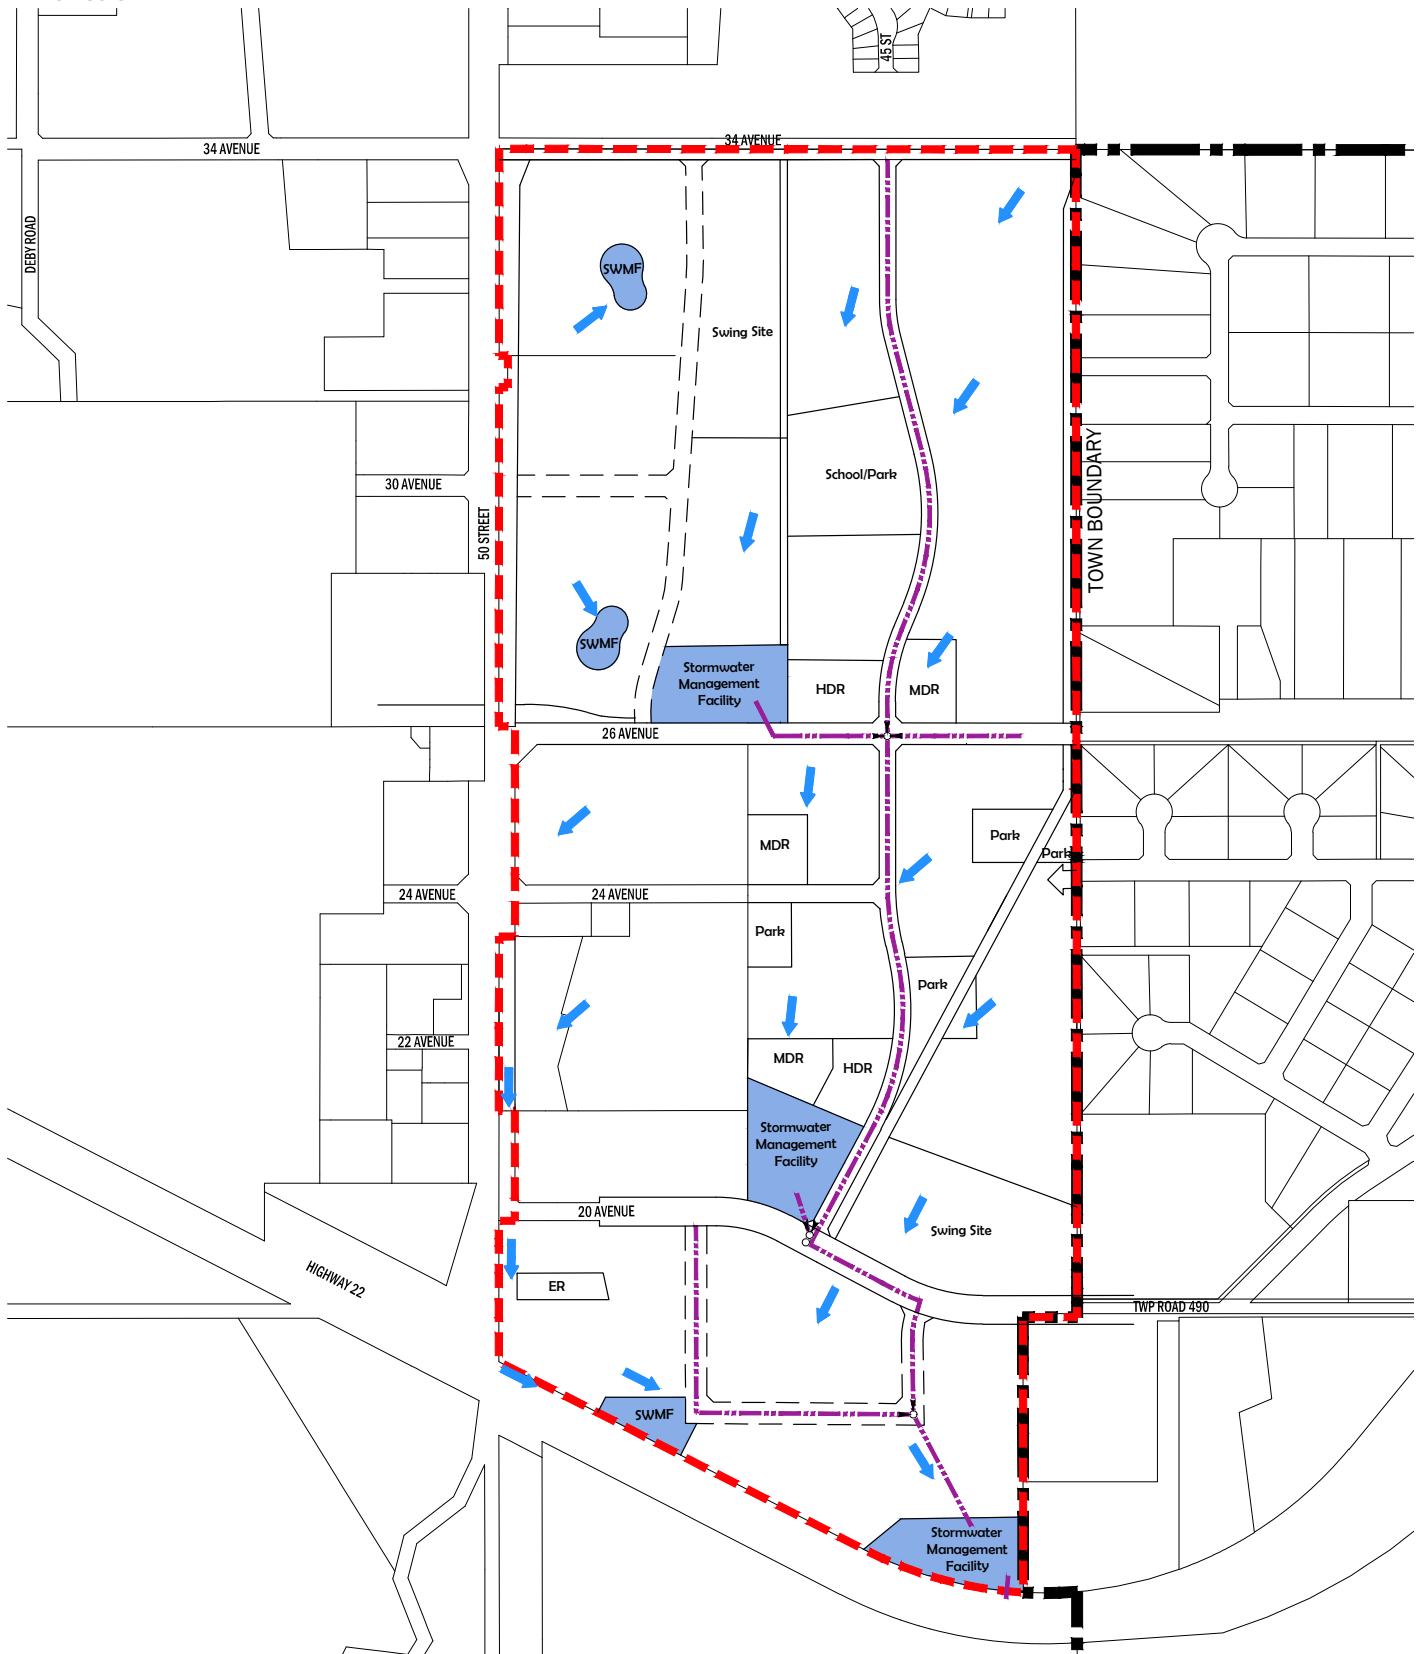 45 ST
34 AVENUE
34 AVENUE
DEBY ROAD
SWMF
Swing Site
School/Park
TOWN BOUNDARY
30 AVENUE
50 STREET
SWMF
Stormwater
Management
Facility
HDR
MDR
26 AVENUE
MDR
Park
Park
24 AVENUE
24 AVENUE
Park
Park
22 AVENUE
MDR
HDR
Stormwater
Management
Facility
20 AVENUE
Swing Site
HIGHWAY 22
ER
TWP ROAD 490
SWMF
Stormwater
Management
Facility